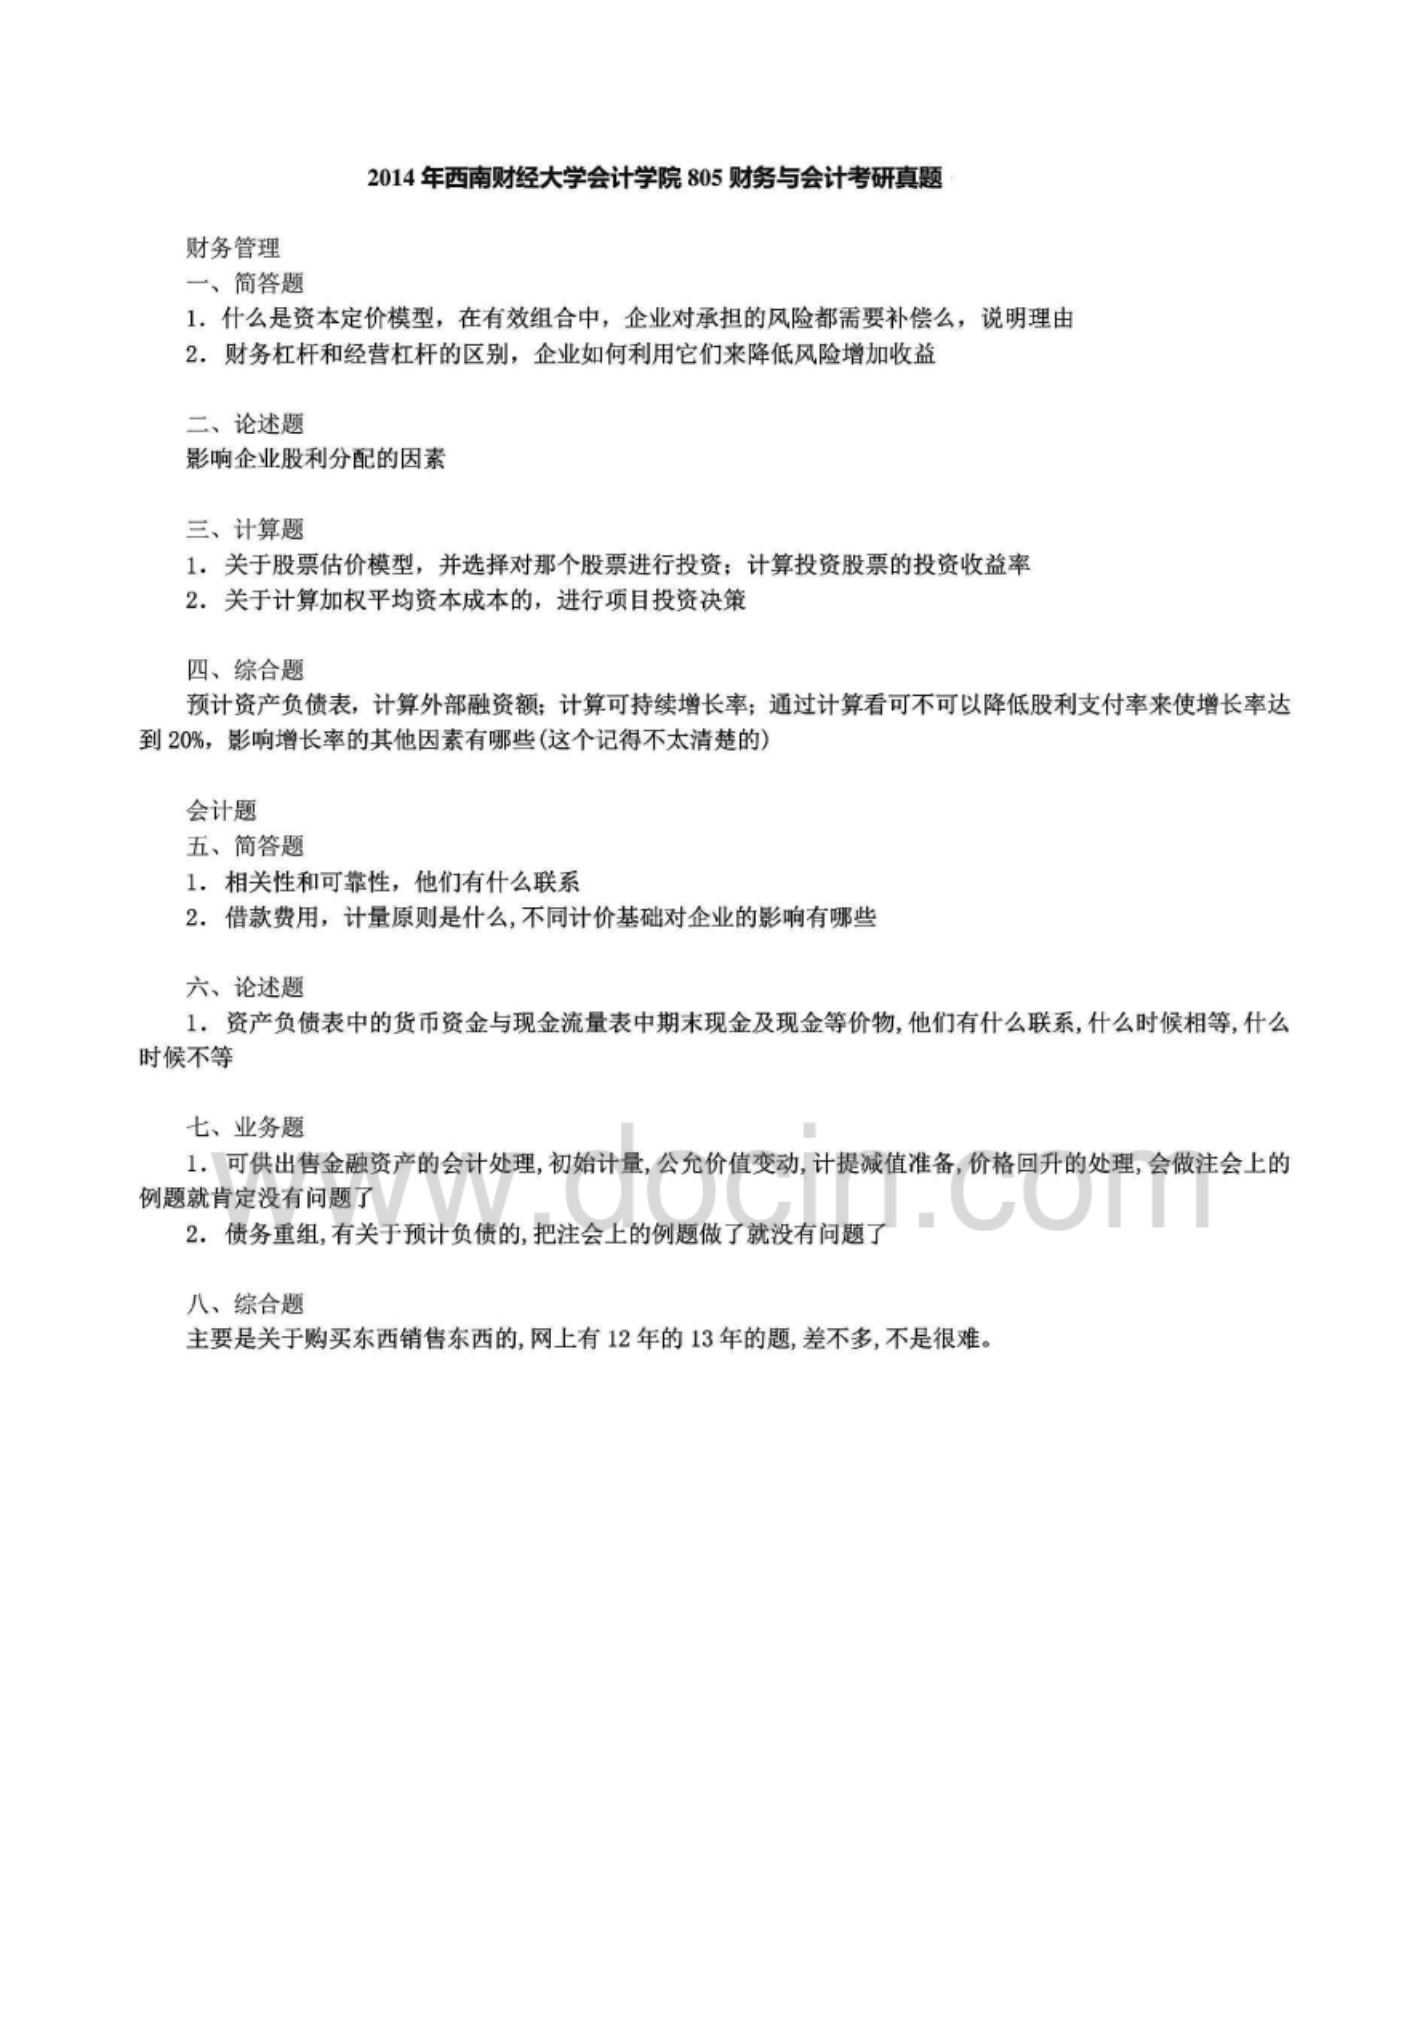 2014 年西南财经大学会计学院 805 财务与会计考研真题
财务管理
一、简答题
1．什么是资本定价模型，在有效组合中，企业对承担的风险都需要补偿么，说明理由
2．财务杠杆和经营杠杆的区别，企业如何利用它们来降低风险增加收益
二、论述题
影响企业股利分配的因素
三、计算题
1．关于股票估价模型，并选择对那个股票进行投资；计算投资股票的投资收益率
2．关于计算加权平均资本成本的，进行项目投资决策
四、综合题
预计资产负债表，计算外部融资额；计算可持续增长率；通过计算看可不可以降低股利支付率来使增长率达
到 20%，影响增长率的其他因素有哪些(这个记得不太清楚的)
会计题
五、简答题
1．相关性和可靠性，他们有什么联系
2．借款费用，计量原则是什么,不同计价基础对企业的影响有哪些
六、论述题
1．资产负债表中的货币资金与现金流量表中期末现金及现金等价物,他们有什么联系,什么时候相等,什么
时候不等
七、业务题
1．可供出售金融资产的会计处理,初始计量,公允价值变动,计提减值准备,价格回升的处理,会做注会上的
例题就肯定没有问题了
2．债务重组,有关于预计负债的,把注会上的例题做了就没有问题了
www.docin.com
八、综合题
主要是关于购买东西销售东西的,网上有 12 年的 13 年的题,差不多,不是很难。